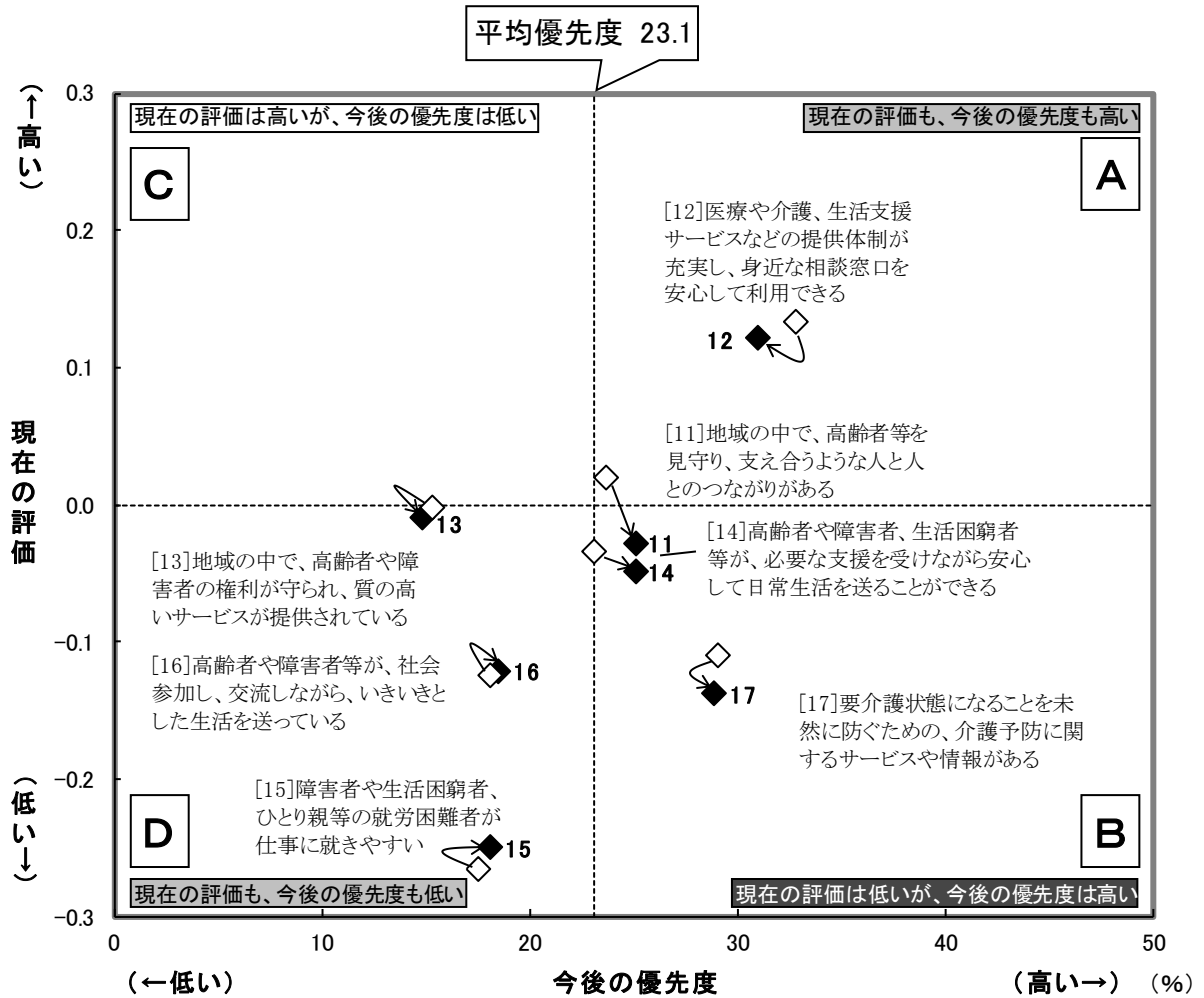 平均優先度 23.1
(←高い)
0.3
現在の評価は高いが、今後の優先度は低い
現在の評価も、今後の優先度も高い
C
A
0.2
[12]医療や介護、生活支援
サービスなどの提供体制が
充実し、身近な相談窓口を
安心して利用できる
12
0.1
現在の評価
[11]地域の中で、高齢者等を
見守り、支え合うような人と人
とのつながりがある
0.0
13
11
14
[14]高齢者や障害者、生活困窮者
等が、必要な支援を受けながら安心
して日常生活を送ることができる
[13]地域の中で、高齢者や障
害者の権利が守られ、質の高
いサービスが提供されている
-0.1
[16]高齢者や障害者等が、社会
参加し、交流しながら、いきいきと
した生活を送っている
16
17
[17]要介護状態になることを未
然に防ぐための、介護予防に関
するサービスや情報がある
-0.2
(低い→)
[15]障害者や生活困窮者、
ひとり親等の就労困難者が
仕事に就きやすい
15
D
B
現在の評価も、今後の優先度も低い
現在の評価は低いが、今後の優先度は高い
-0.3
0
10
20
30
40
50
(←低い)
今後の優先度
(高い→)
(%)